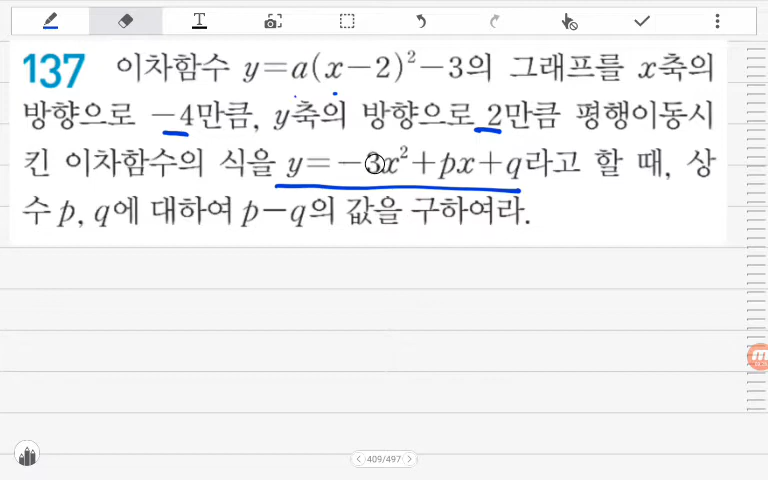 T
137 이차함수 y=a(x-2)²-3의 그래프를 x축의
방향으로 -4만큼, y축의 방향으로 2만큼 평행이동시
킨 이차함수의 식을 y=-3x²+px+q라고 할 때, 상
수 p, q에 대하여 p-q의 값을 구하여라.
409/497